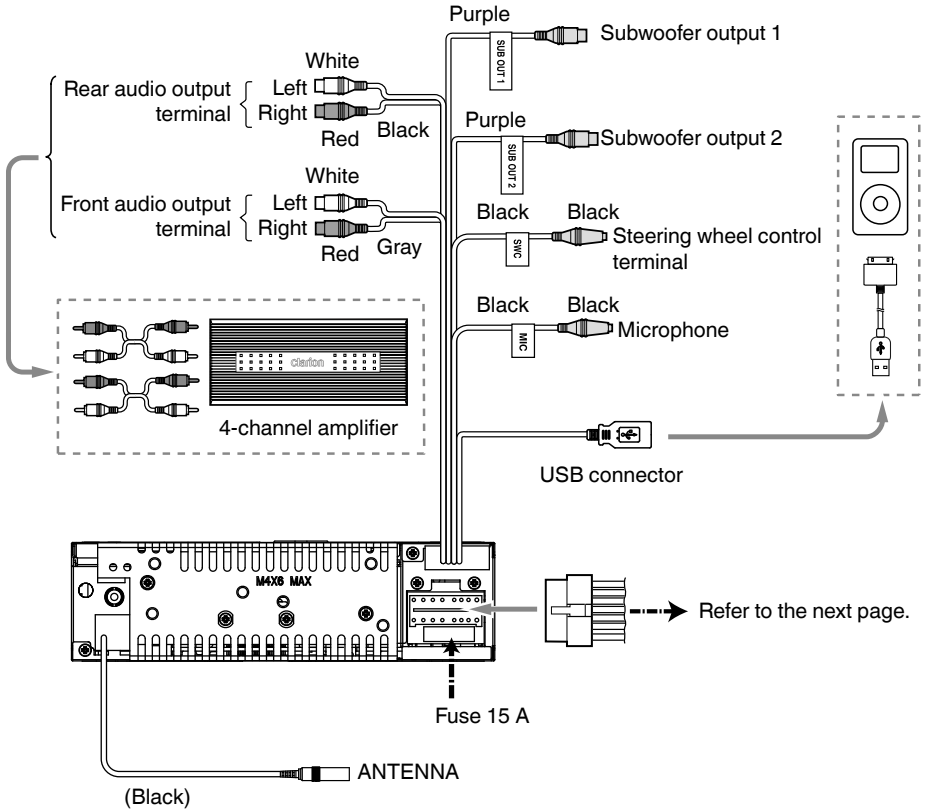 Purple
SUB OUT 1
Subwoofer output 1
White
Rear audio output
terminal
Left
Right
Red
Black
Purple
SUB OUT 2
Subwoofer output 2
White
Front audio output
terminal
Left
Right
Red
Gray
Black
Black
SWC
Steering wheel control
terminal
Black
Black
MIC
Microphone
clarion
4-channel amplifier
USB connector
M4X6 MAX
Refer to the next page.
Fuse 15 A
ANTENNA
(Black)